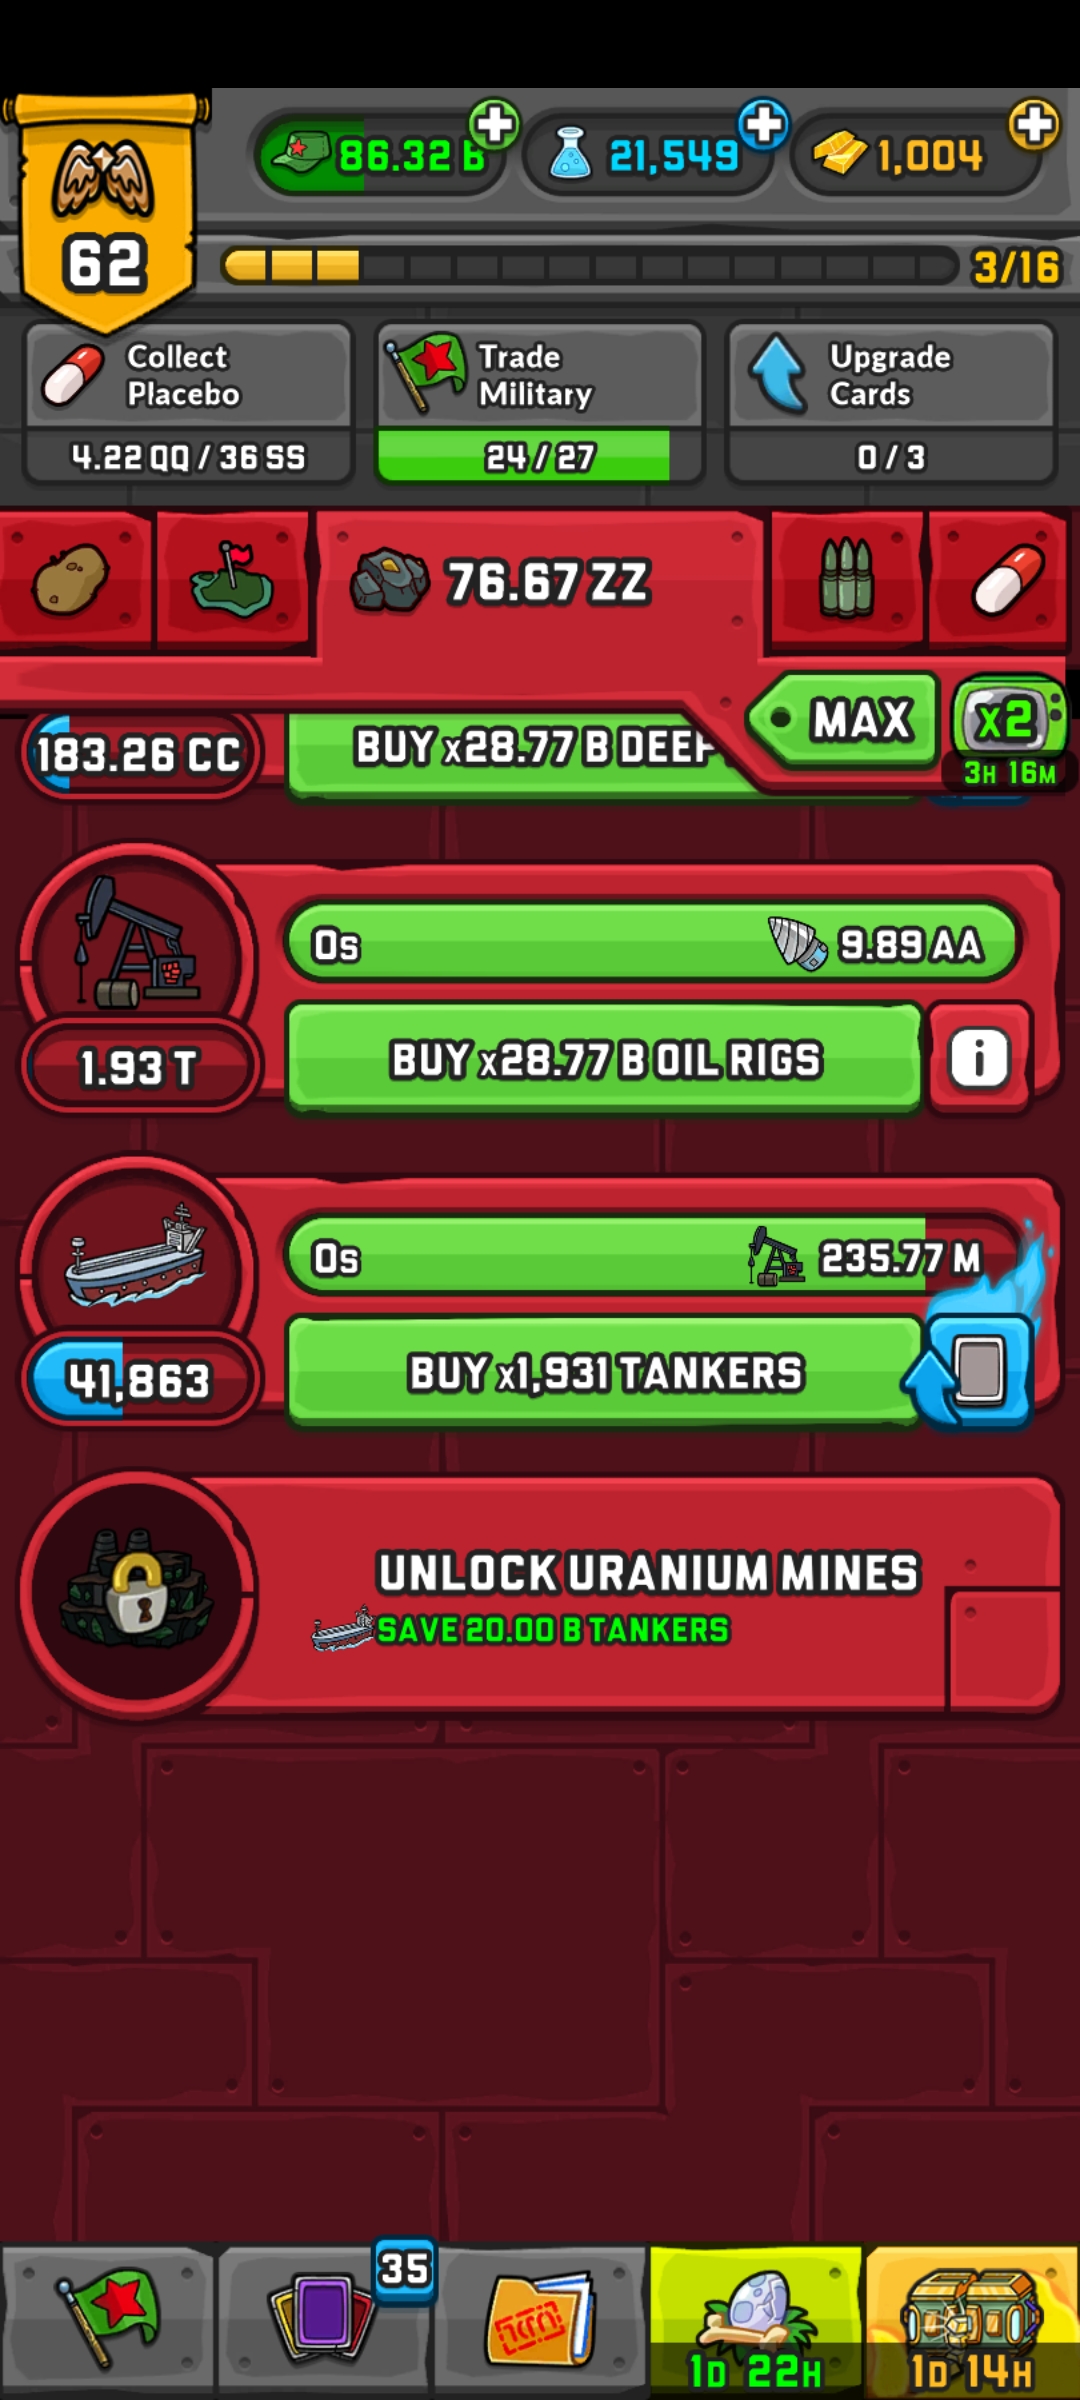 86.32 B
21,549
1,004
62
3/16
Collect
Placebo
4.22 QQ / 36 SS
Trade
Military
24 / 27
Upgrade
Cards
0 / 3
76.67 ZZ
MAX
x2
3H 16M
183.26 CC
BUY x28.77 B DEEP
0s
9.89 AA
1.93 T
BUY x28.77 B OIL RIGS
i
0s
235.77 M
41,863
BUY x1,931 TANKERS
UNLOCK URANIUM MINES
SAVE 20.00 B TANKERS
35
1D 22H
1D 14H